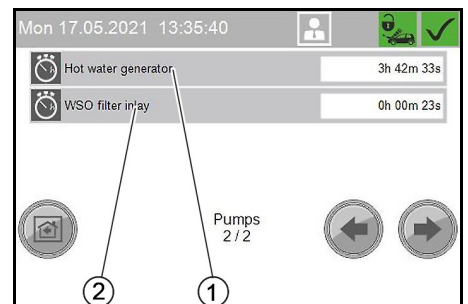 Mon 17.05.2021 13:35:40
Hot water generator 3h 42m 33s
WSO filter inlay 0h 00m 23s
Pumps
2 / 2
2 1